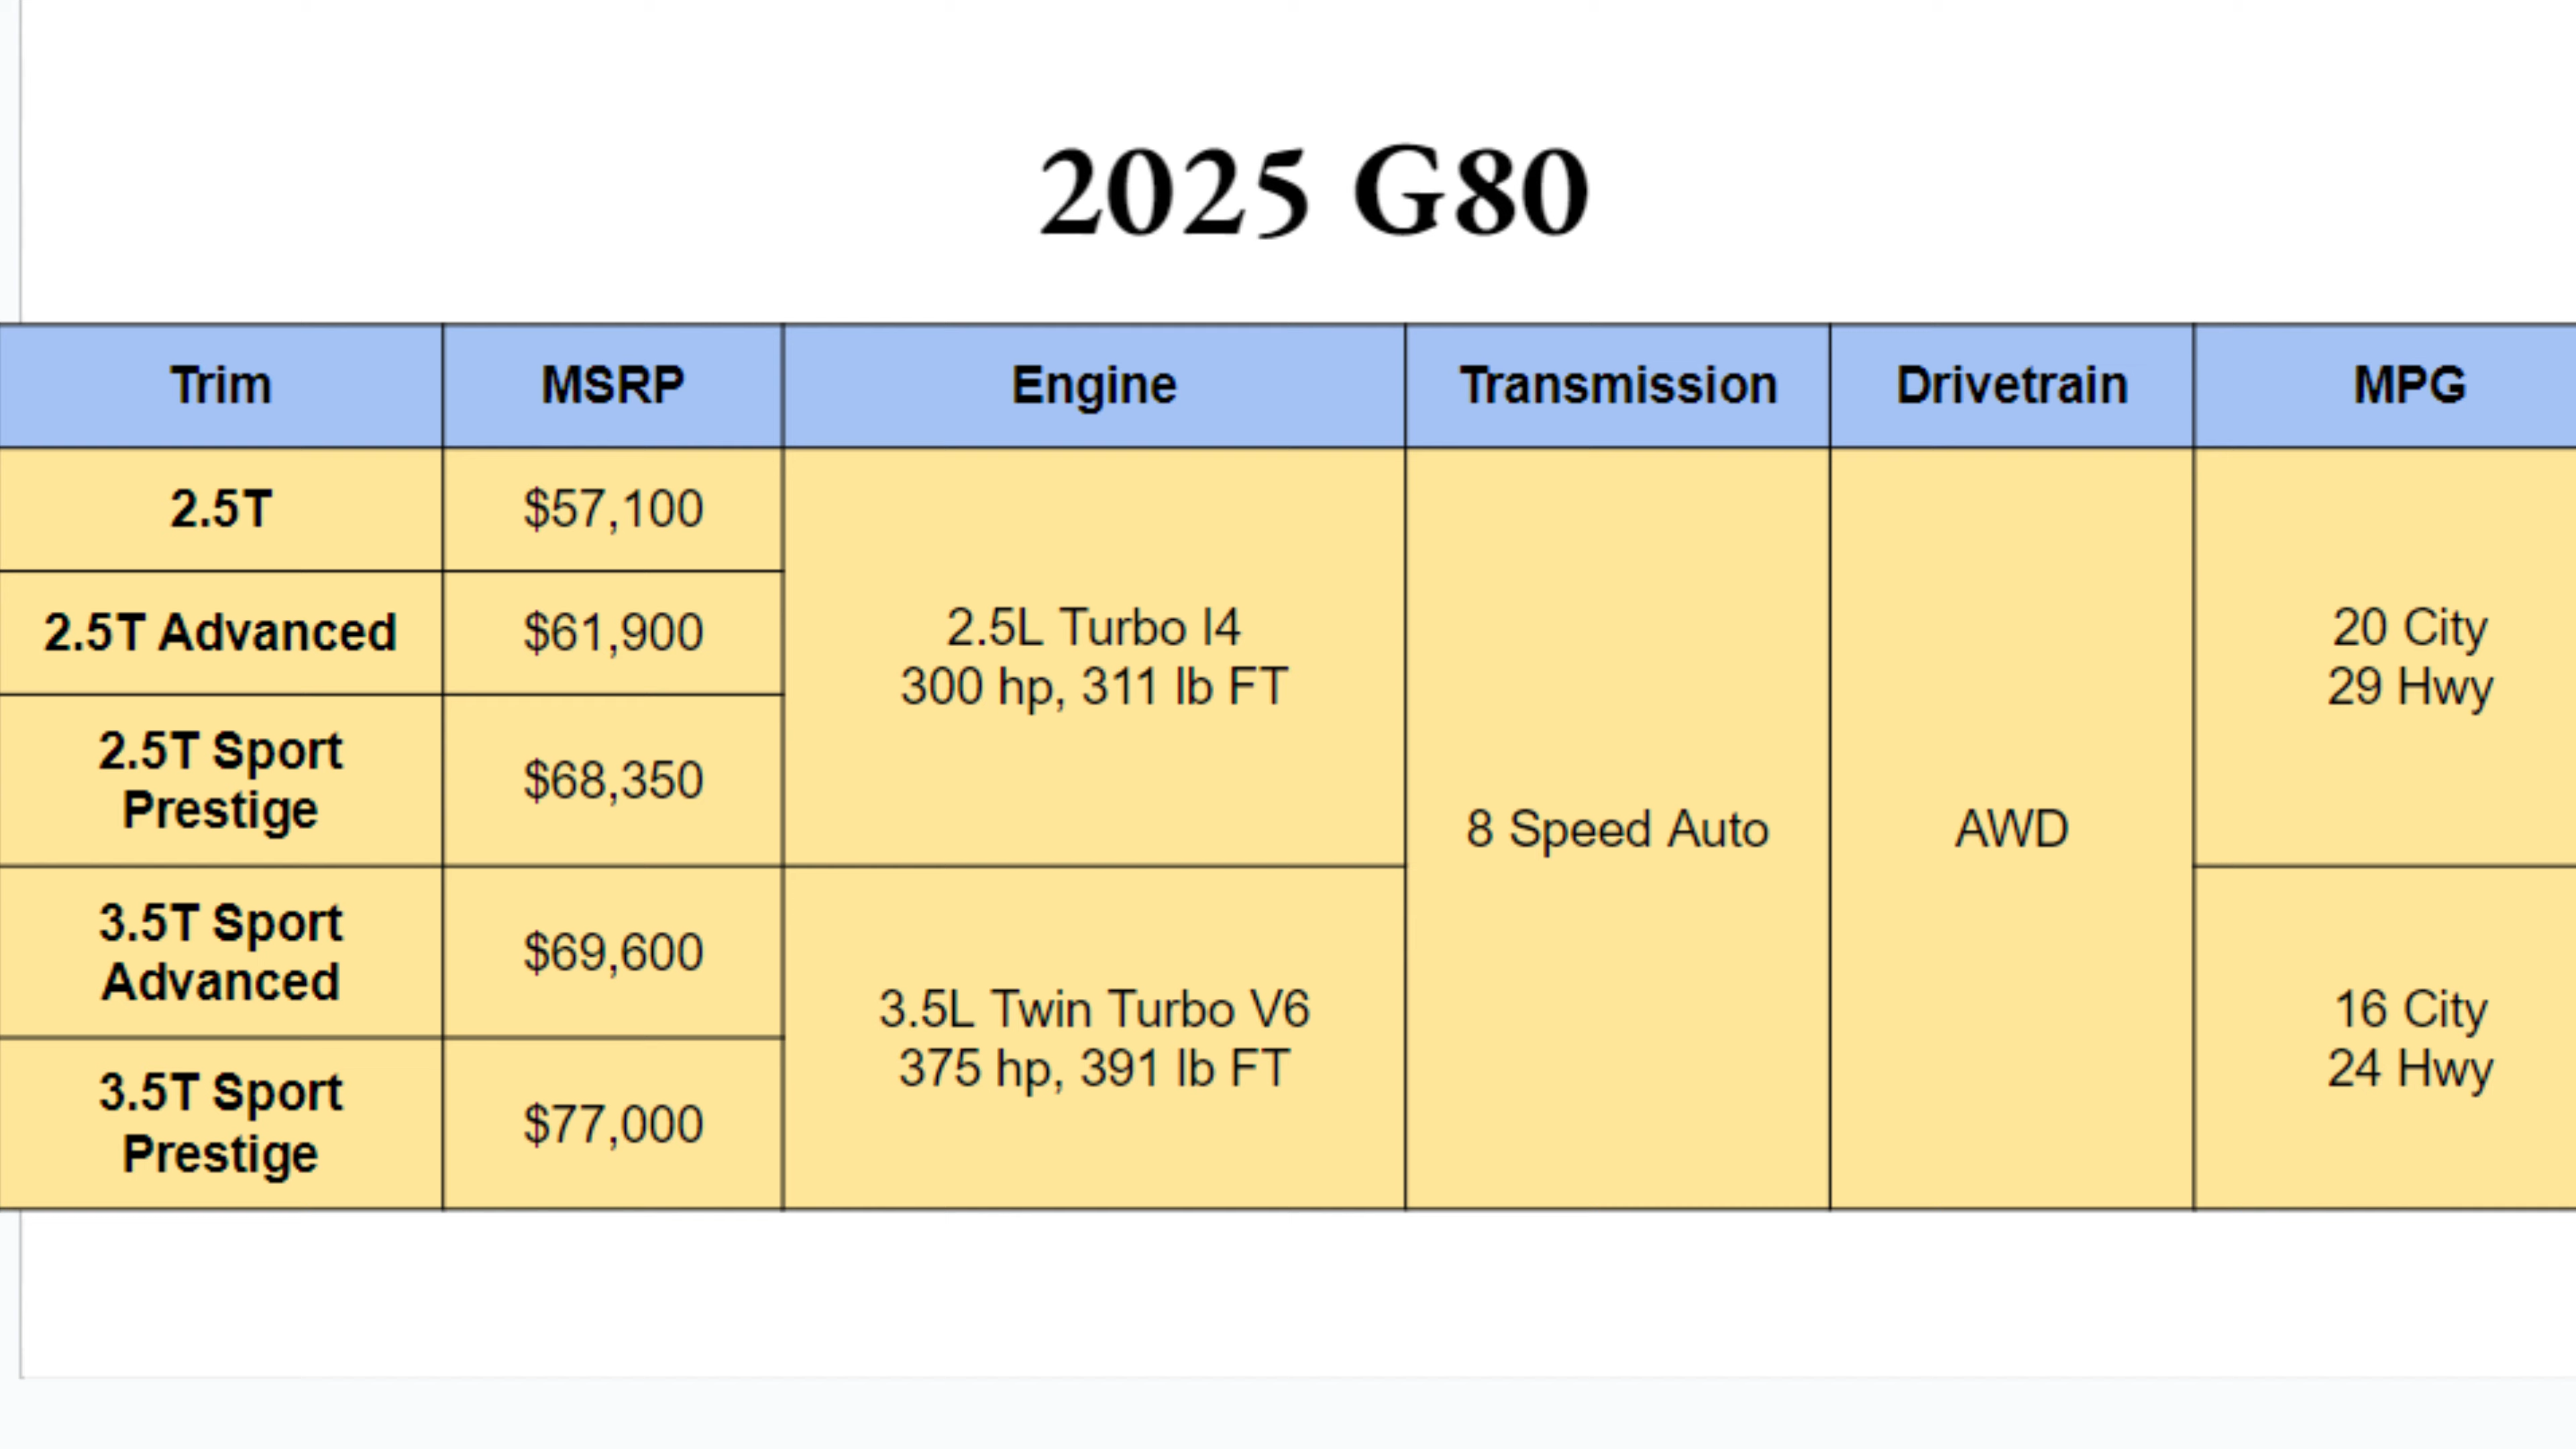 2025 G80
Trim MSRP Engine Transmission Drivetrain MPG
2.5T $57,100
2.5T Advanced $61,900
2.5T Sport
Prestige
$68,350
2.5L Turbo I4
300 hp, 311 lb FT
20 City
29 Hwy
8 Speed Auto AWD
3.5T Sport
Advanced
$69,600
3.5T Sport
Prestige
$77,000
3.5L Twin Turbo V6
375 hp, 391 lb FT
16 City
24 Hwy